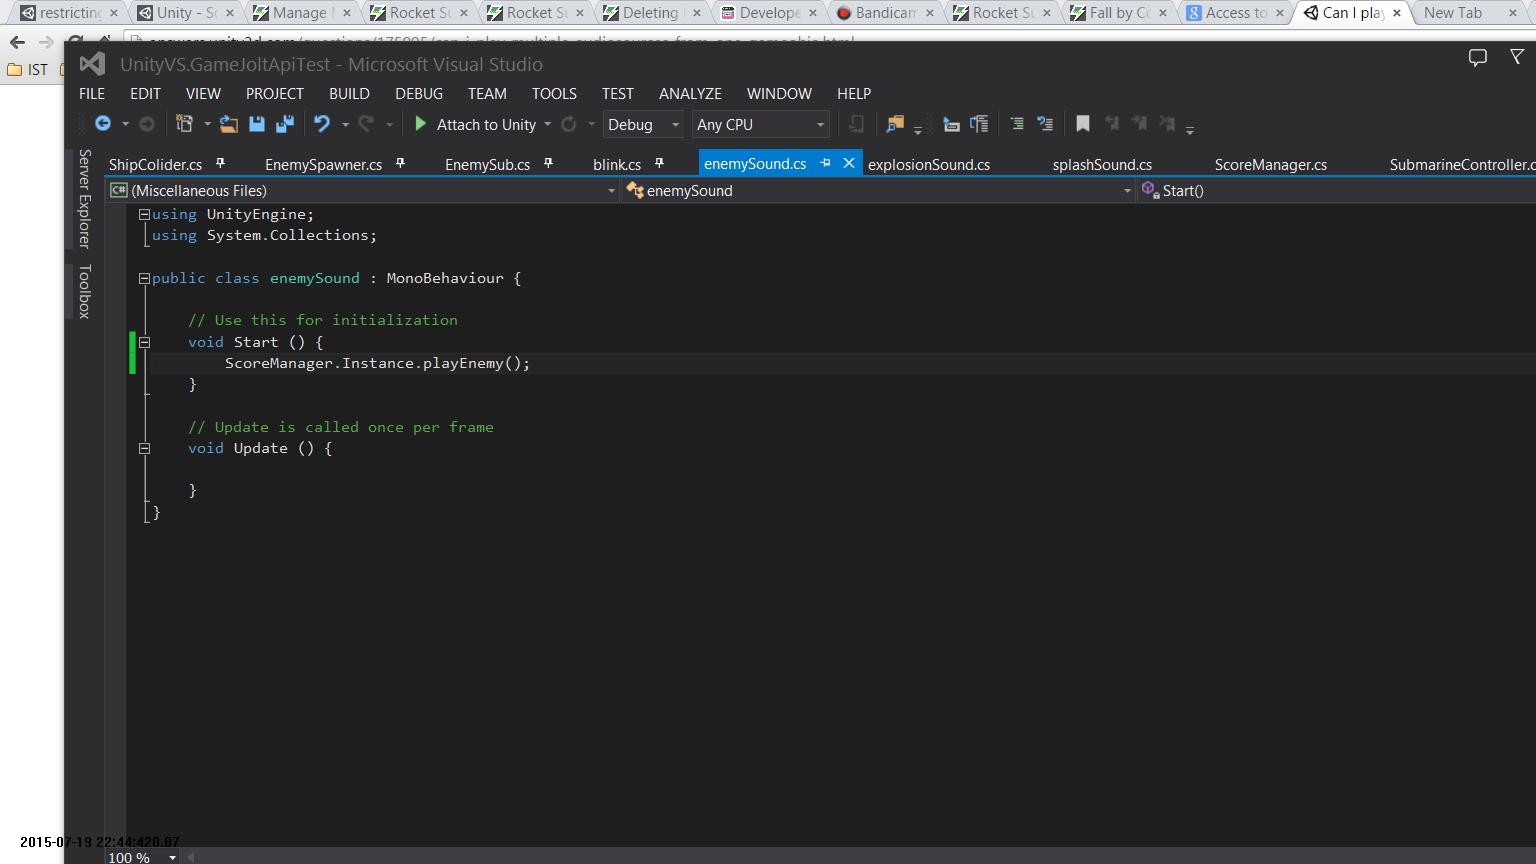 restricting Unity - Sc Manage Rocket Su Rocket Su Deleting Develope Bandicam Rocket Su Fall by Co Access to Can I play New Tab
IST
UnityVS.GameJoltApiTest - Microsoft Visual Studio
FILE EDIT VIEW PROJECT BUILD DEBUG TEAM TOOLS TEST ANALYZE WINDOW HELP
Attach to Unity Debug Any CPU
ShipColider.cs EnemySpawner.cs EnemySub.cs blink.cs enemySound.cs explosionSound.cs splashSound.cs ScoreManager.cs SubmarineController.c
(Miscellaneous Files) enemySound Start()
Server Explorer
Toolbox
using UnityEngine;
using System.Collections;
public class enemySound : MonoBehaviour {
// Use this for initialization
void Start () {
ScoreManager.Instance.playEnemy();
}
// Update is called once per frame
void Update () {
}
}
2015-07-19 22:44:420.07
100 %